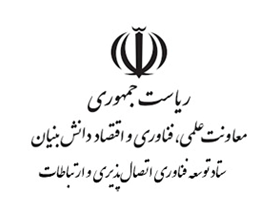 ریاست جمهوری
معاونت علمی، فناوری و اقتصاد دانش بنیان
ستاد توسعه فناوری اتصال‌پذیری و ارتباطات